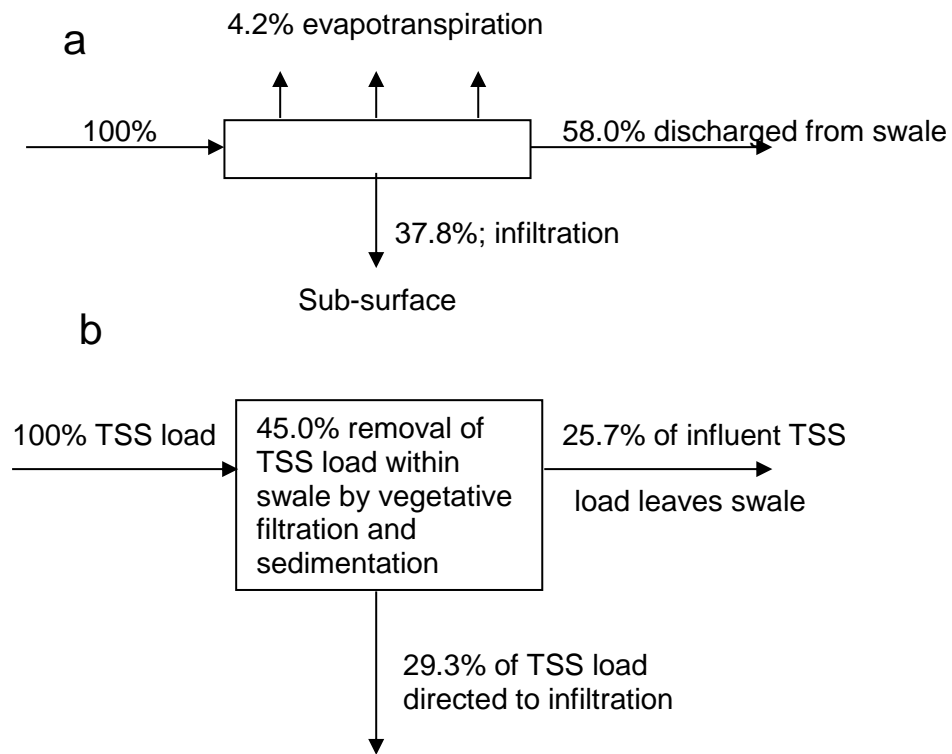 a
4.2% evapotranspiration
100%
58.0% discharged from swale
37.8%; infiltration
Sub-surface
b
100% TSS load
45.0% removal of
TSS load within
swale by vegetative
filtration and
sedimentation
25.7% of influent TSS
load leaves swale
29.3% of TSS load
directed to infiltration